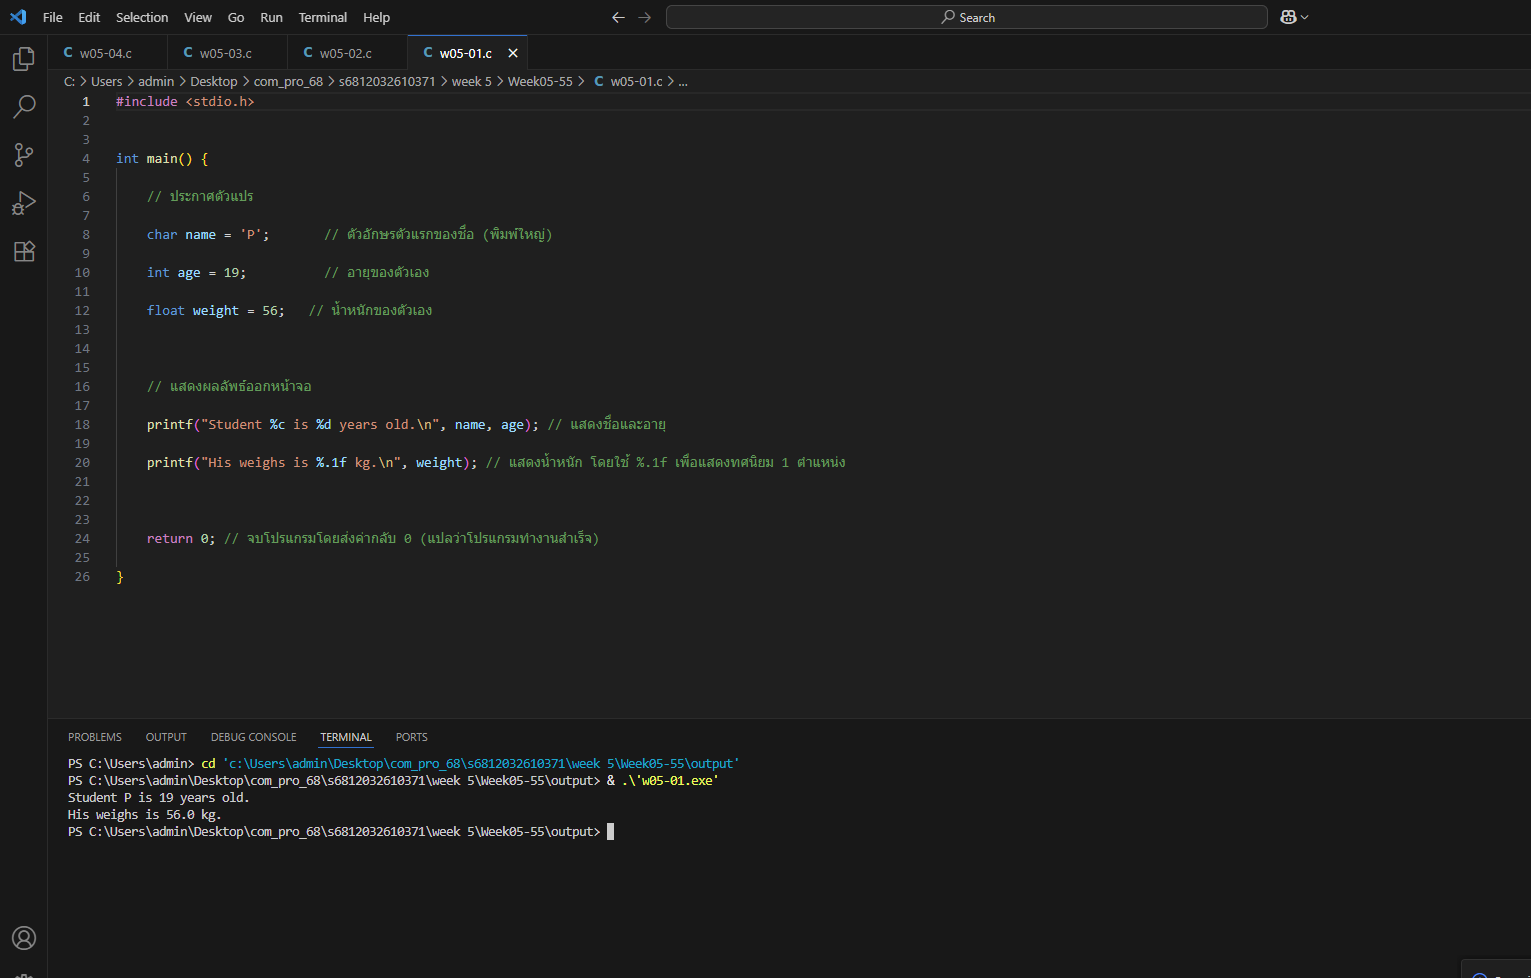 File Edit Selection View Go Run Terminal Help Search
C w05-04.c C w05-03.c C w05-02.c C w05-01.c
C: > Users > admin > Desktop > com_pro_68 > s6812032610371 > week 5 > Week05-55 > C w05-01.c > ...
1 #include <stdio.h>
2
3
4 int main() {
5
6 // ประกาศตัวแปร
7
8 char name = 'P'; // ตัวอักษรตัวแรกของชื่อ (พิมพ์ใหญ่)
9
10 int age = 19; // อายุของตัวเอง
11
12 float weight = 56; // น้ำหนักของตัวเอง
13
14
15
16 // แสดงผลลัพธ์ออกหน้าจอ
17
18 printf("Student %c is %d years old.\n", name, age); // แสดงชื่อและอายุ
19
20 printf("His weighs is %.1f kg.\n", weight); // แสดงน้ำหนัก โดยใช้ %.1f เพื่อแสดงทศนิยม 1 ตำแหน่ง
21
22
23
24 return 0; // จบโปรแกรมโดยส่งค่ากลับ 0 (แปลว่าโปรแกรมทำงานสำเร็จ)
25
26 }
PROBLEMS OUTPUT DEBUG CONSOLE TERMINAL PORTS
PS C:\Users\admin> cd 'c:\Users\admin\Desktop\com_pro_68\s6812032610371\week 5\Week05-55\output'
PS C:\Users\admin\Desktop\com_pro_68\s6812032610371\week 5\Week05-55\output> & .\'w05-01.exe'
Student P is 19 years old.
His weighs is 56.0 kg.
PS C:\Users\admin\Desktop\com_pro_68\s6812032610371\week 5\Week05-55\output>